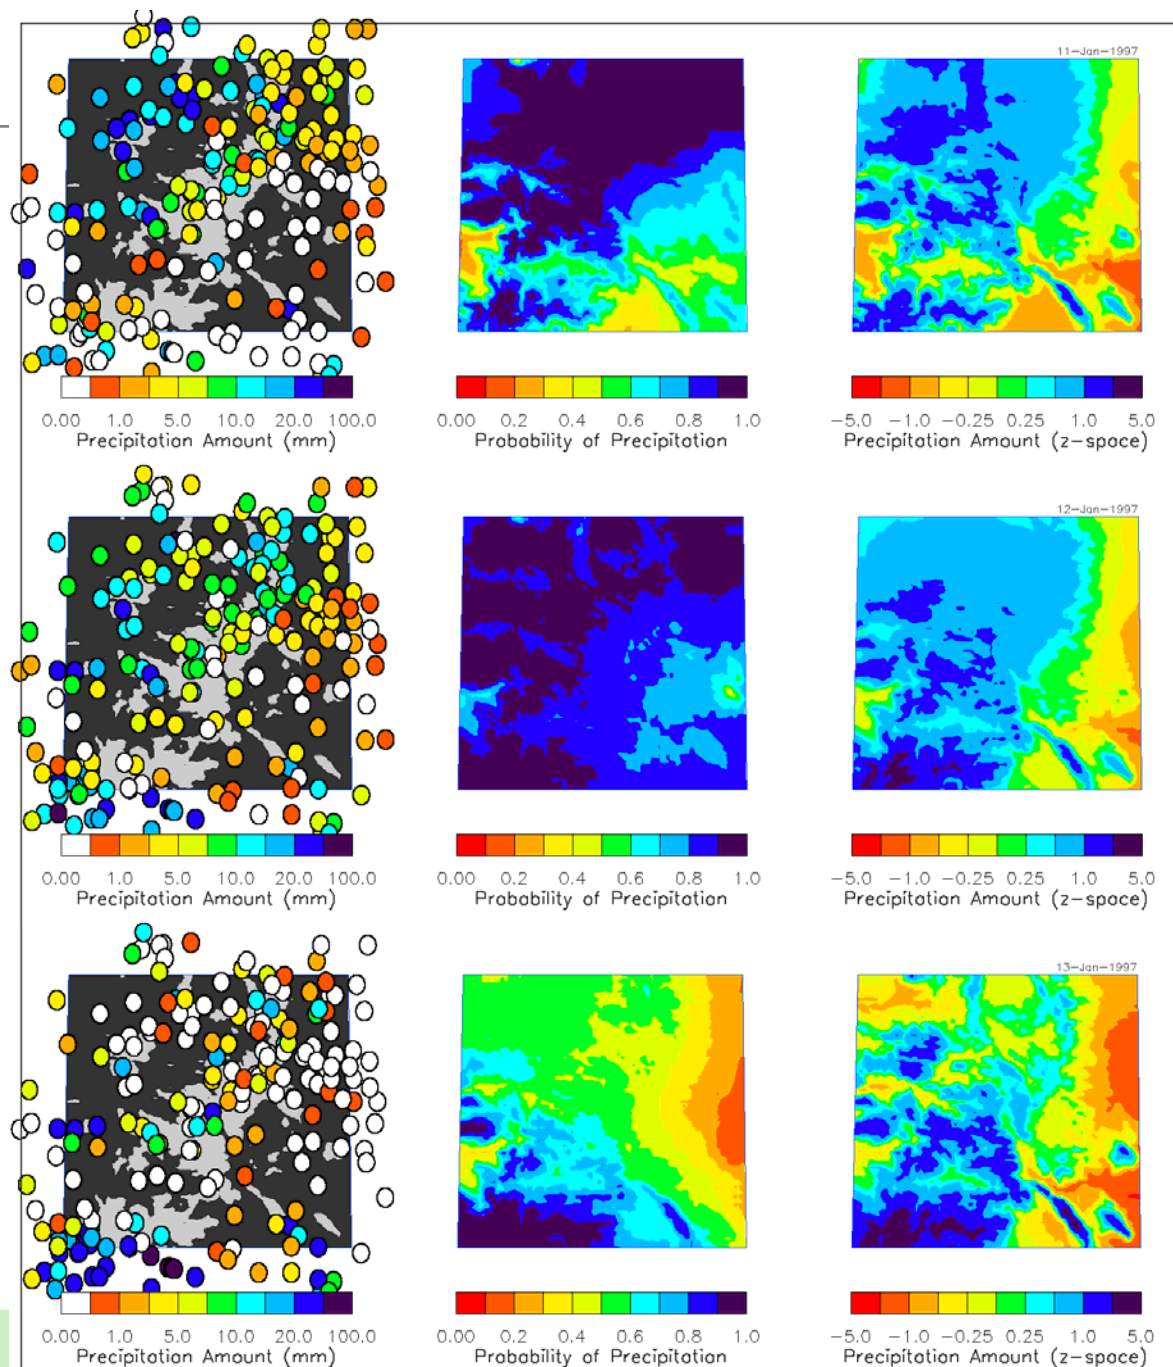 11-Jan-1997
0.00 1.0 5.0 10.0 20.0 100.0
Precipitation Amount (mm)
0.00 0.2 0.4 0.6 0.8 1.0
Probability of Precipitation
-5.0 -1.0 -0.25 0.25 1.0 5.0
Precipitation Amount (z-space)
12-Jan-1997
0.00 1.0 5.0 10.0 20.0 100.0
Precipitation Amount (mm)
0.00 0.2 0.4 0.6 0.8 1.0
Probability of Precipitation
-5.0 -1.0 -0.25 0.25 1.0 5.0
Precipitation Amount (z-space)
13-Jan-1997
0.00 1.0 5.0 10.0 20.0 100.0
Precipitation Amount (mm)
0.00 0.2 0.4 0.6 0.8 1.0
Probability of Precipitation
-5.0 -1.0 -0.25 0.25 1.0 5.0
Precipitation Amount (z-space)